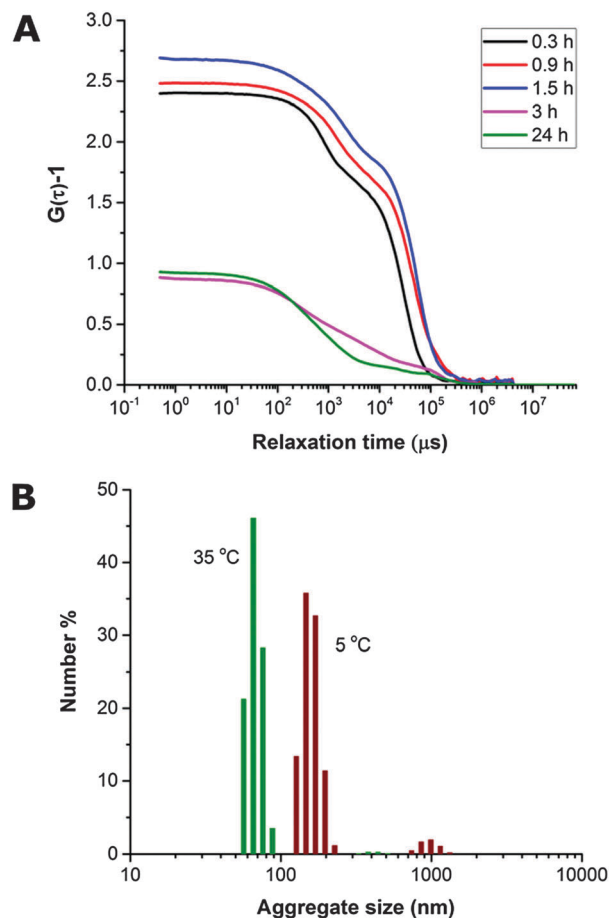 A
3.0
2.5
2.0
1.5
1.0
0.5
0.0
G(τ)-1
0.3 h
0.9 h
1.5 h
3 h
24 h
10⁻¹ 10⁰ 10¹ 10² 10³ 10⁴ 10⁵ 10⁶ 10⁷
Relaxation time (μs)
B
50
40
30
20
10
0
Number %
35 °C
5 °C
10 100 1000 10000
Aggregate size (nm)